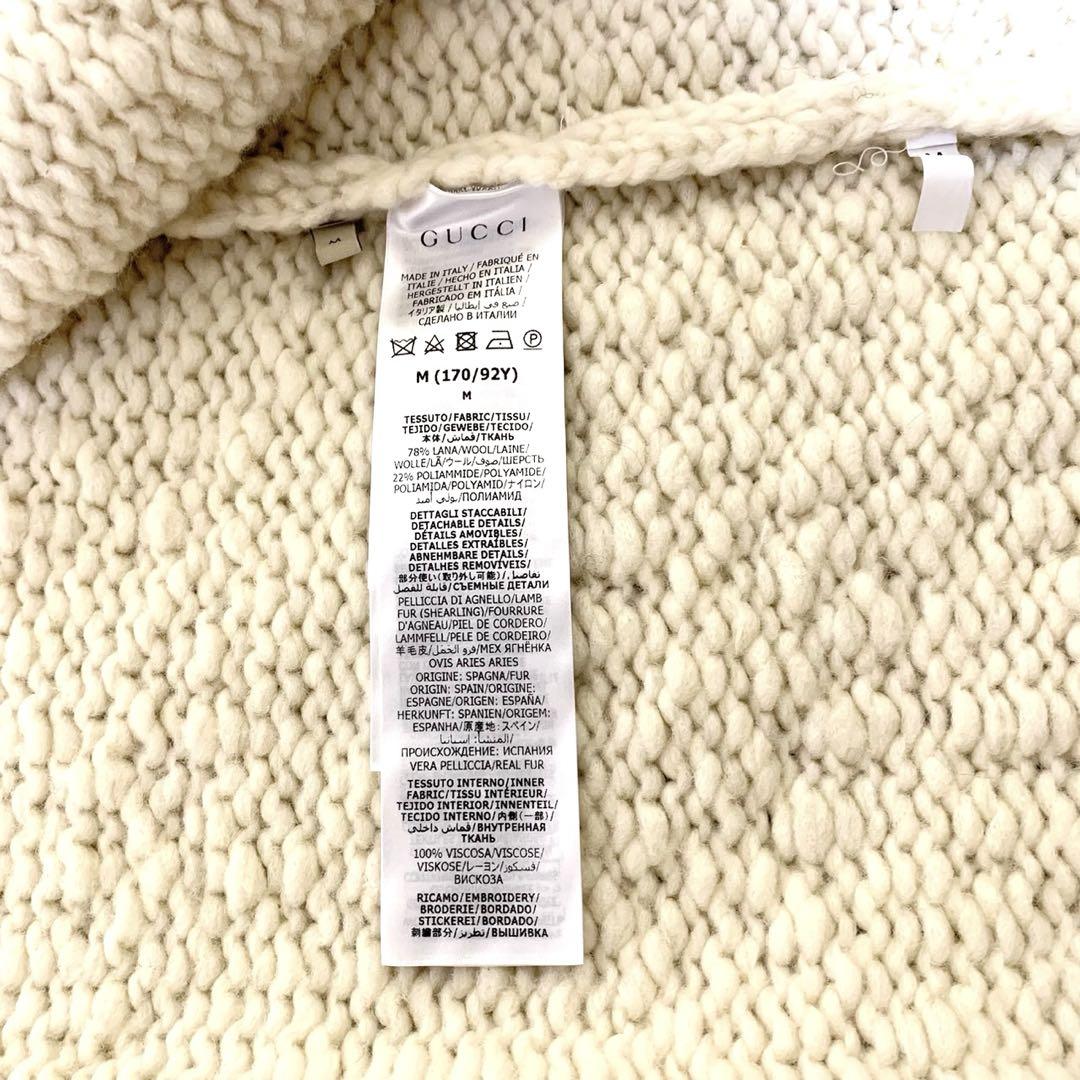 GUCCI
MADE IN ITALY / FABRIQUÉ EN
ITALIE / HECHO EN ITALIA /
HERGESTELLT IN ITALIEN /
FABRICADO EM ITÁLIA /
イタリア製 / صنع في إيطاليا /
СДЕЛАНО В ИТАЛИИ
P
M (170/92Y)
M
TESSUTO/FABRIC/TISSU/
TEJIDO/GEWEBE/TECIDO/
本体/قماش/ТКАНЬ
78% LANA/WOOL/LAINE/
WOLLE/LÃ/ウール/صوف/ШЕРСТЬ
22% POLIAMMIDE/POLYAMIDE/
POLIAMIDA/POLYAMID/ナイロン/
بولي أميد/ПОЛИАМИД
DETTAGLI STACCABILI/
DETACHABLE DETAILS/
DÉTAILS AMOVIBLES/
DETALLES EXTRAÍBLES/
ABNEHMBARE DETAILS/
DETALHES REMOVÍVEIS/
部分使い(取り外し可能)/تفاصيل
قابلة للفصل/СЪЕМНЫЕ ДЕТАЛИ
PELLICCIA DI AGNELLO/LAMB
FUR (SHEARLING)/FOURRURE
D'AGNEAU/PIEL DE CORDERO/
LAMMFELL/PELE DE CORDEIRO/
羊毛皮/فرو الحَمَل/МЕХ ЯГНЁНКА
OVIS ARIES ARIES
ORIGINE: SPAGNA/FUR
ORIGIN: SPAIN/ORIGINE:
ESPAGNE/ORIGEN: ESPAÑA/
HERKUNFT: SPANIEN/ORIGEM:
ESPANHA/原産地: スペイン/
المنشأ: اسبانيا/
ПРОИСХОЖДЕНИЕ: ИСПАНИЯ
VERA PELLICCIA/REAL FUR
TESSUTO INTERNO/INNER
FABRIC/TISSU INTÉRIEUR/
TEJIDO INTERIOR/INNENTEIL/
TECIDO INTERNO/内側(一部)/
قماش داخلي/ВНУТРЕННАЯ
ТКАНЬ
100% VISCOSA/VISCOSE/
VISKOSE/レーヨン/فسكوز/
ВИСКОЗА
RICAMO/EMBROIDERY/
BRODERIE/BORDADO/
STICKEREI/BORDADO/
刺繍部分/تطريز/ВЫШИВКА
M